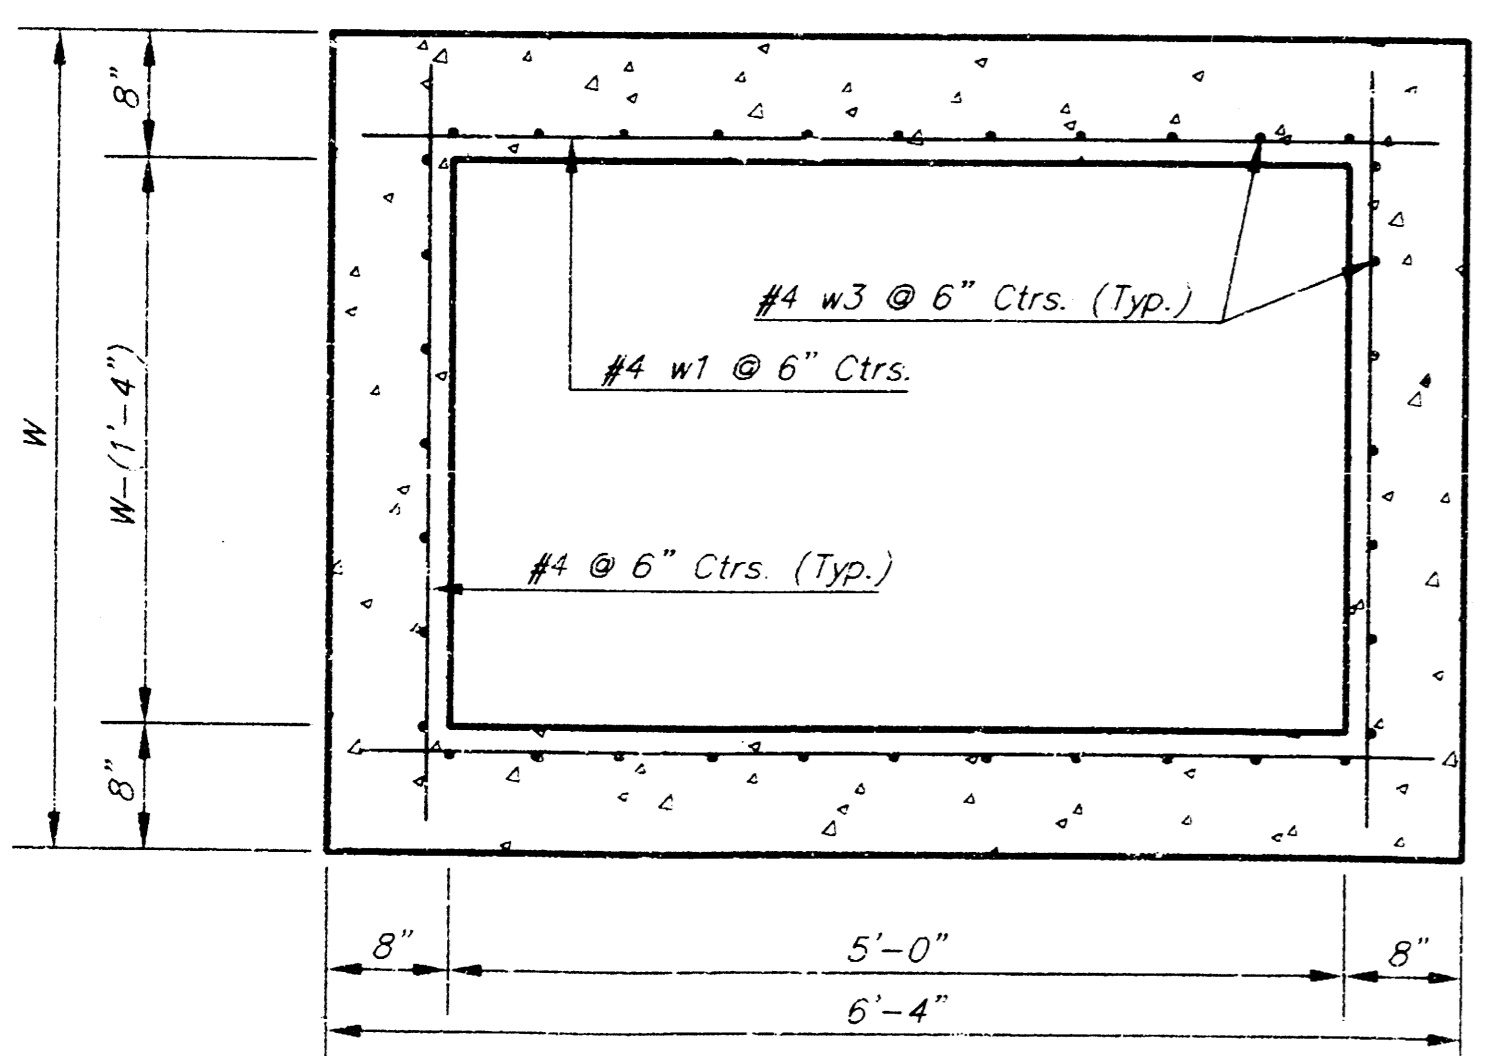 8"
#4 w3 @ 6" Ctrs. (Typ.)
#4 w1 @ 6" Ctrs.
W
W-(1'-4")
#4 @ 6" Ctrs. (Typ.)
8"
8"
5'-0"
8"
6'-4"